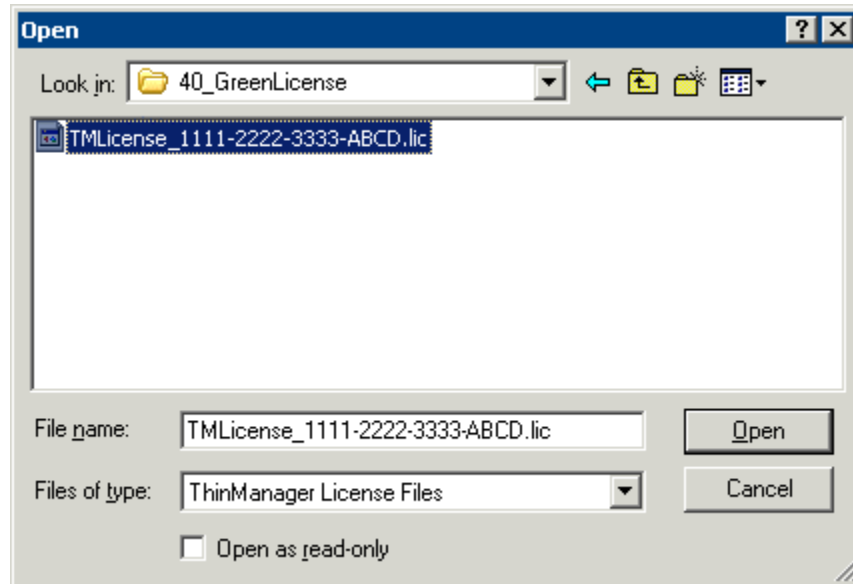 Open
Look in: 40_GreenLicense
TMLicense_1111-2222-3333-ABCD.lic
File name: TMLicense_1111-2222-3333-ABCD.lic Open
Files of type: ThinManager License Files Cancel
Open as read-only